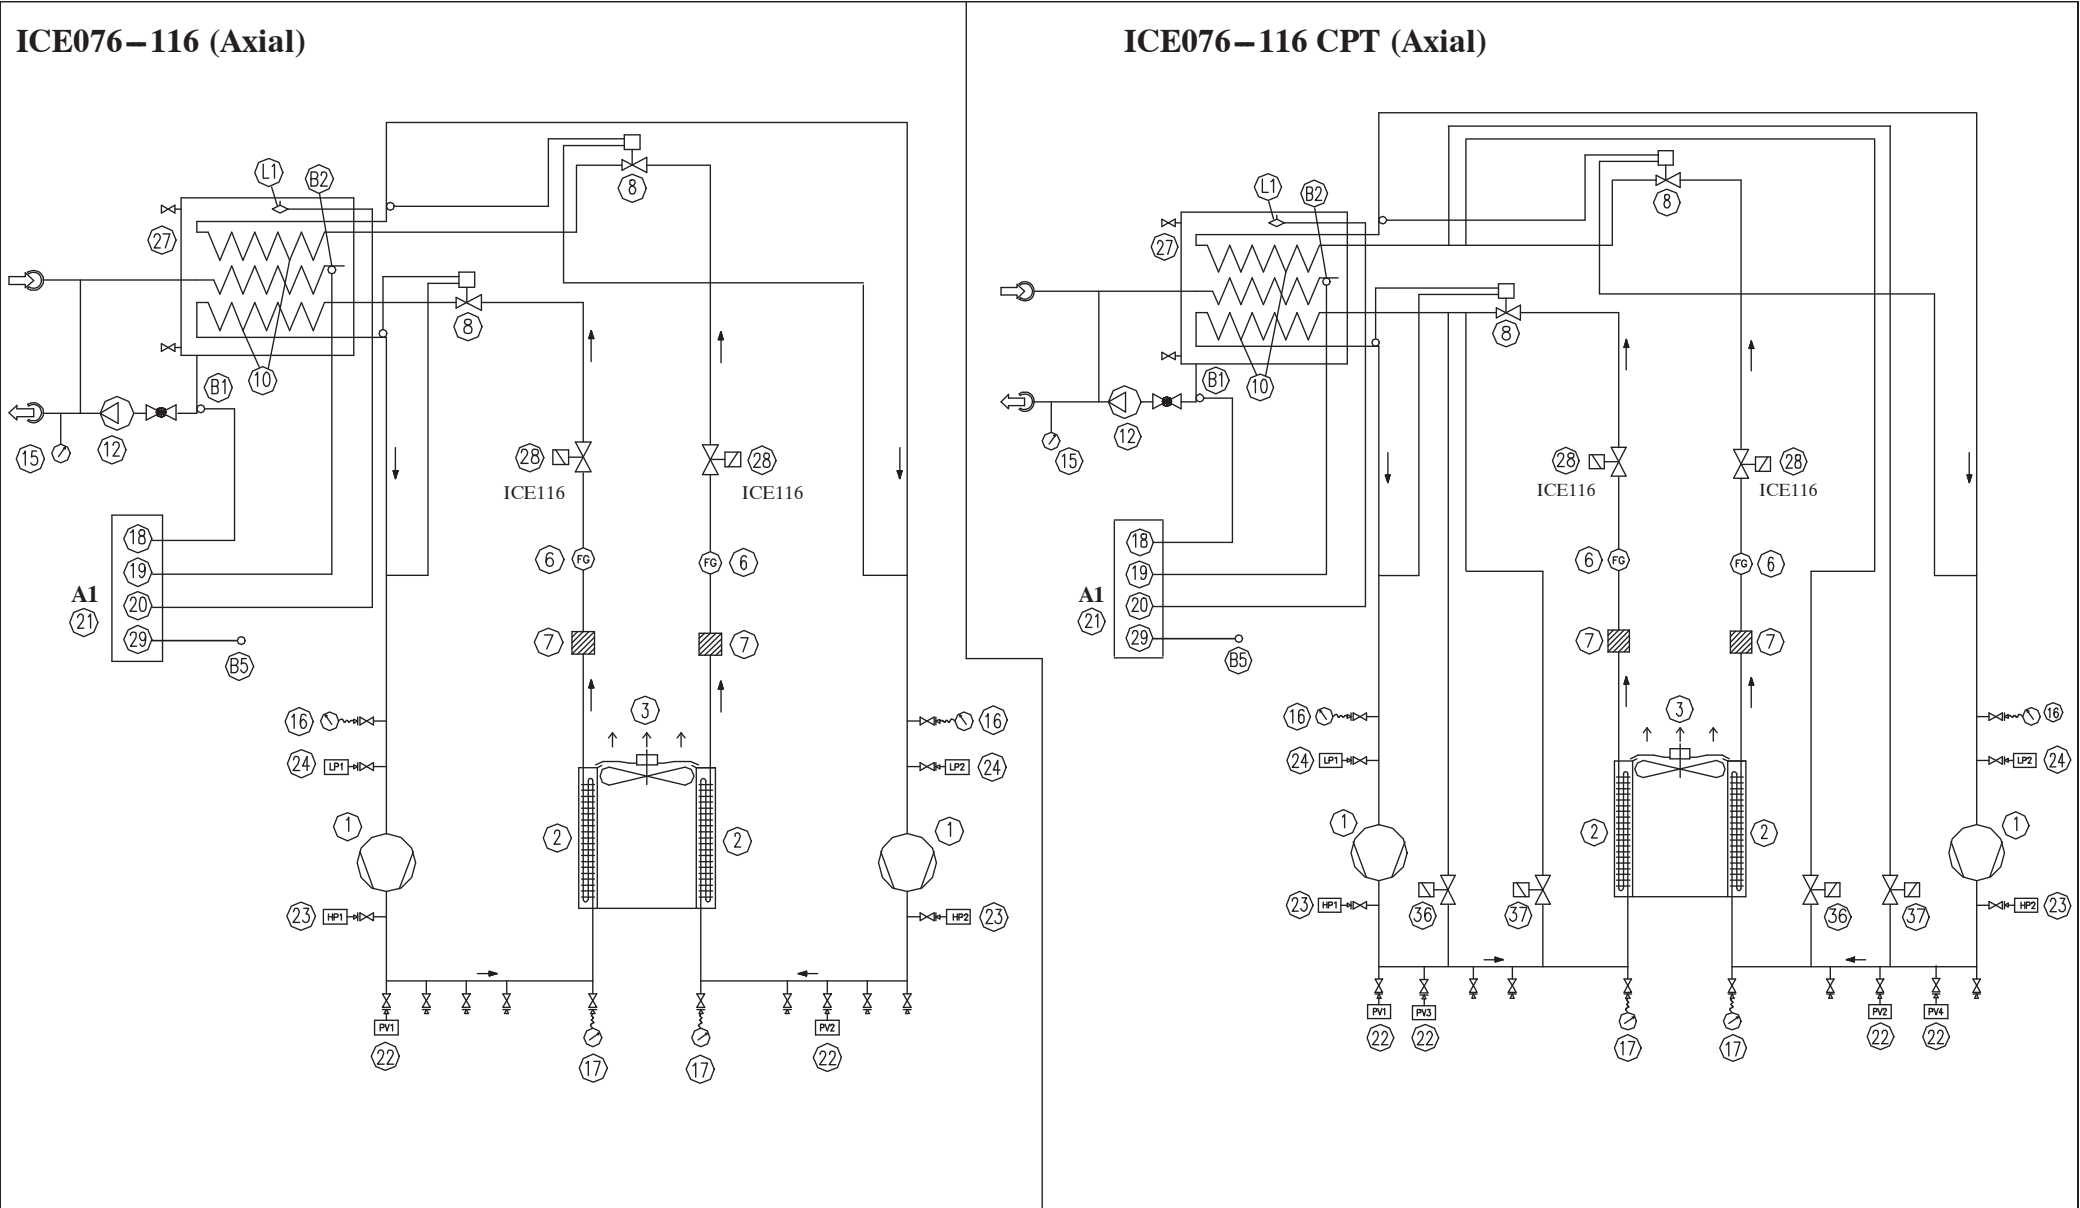 ICE076–116 (Axial)
L1
B2
8
27
8
10
B1
15
12
28
28
ICE116
ICE116
18
6
FG
FG
6
19
A1
20
21
29
7
7
B5
3
16
16
24
LP1
LP2
24
1
1
2
2
23
HP1
HP2
23
PV1
PV2
22
22
17
17
ICE076–116 CPT (Axial)
L1
B2
8
27
8
B1
10
12
15
28
28
ICE116
ICE116
18
6
FG
FG
6
19
A1
20
21
29
7
7
B5
3
16
16
24
LP1
LP2
24
1
1
2
2
23
HP1
HP2
23
36
37
36
37
PV1
PV3
PV2
PV4
22
22
22
22
17
17